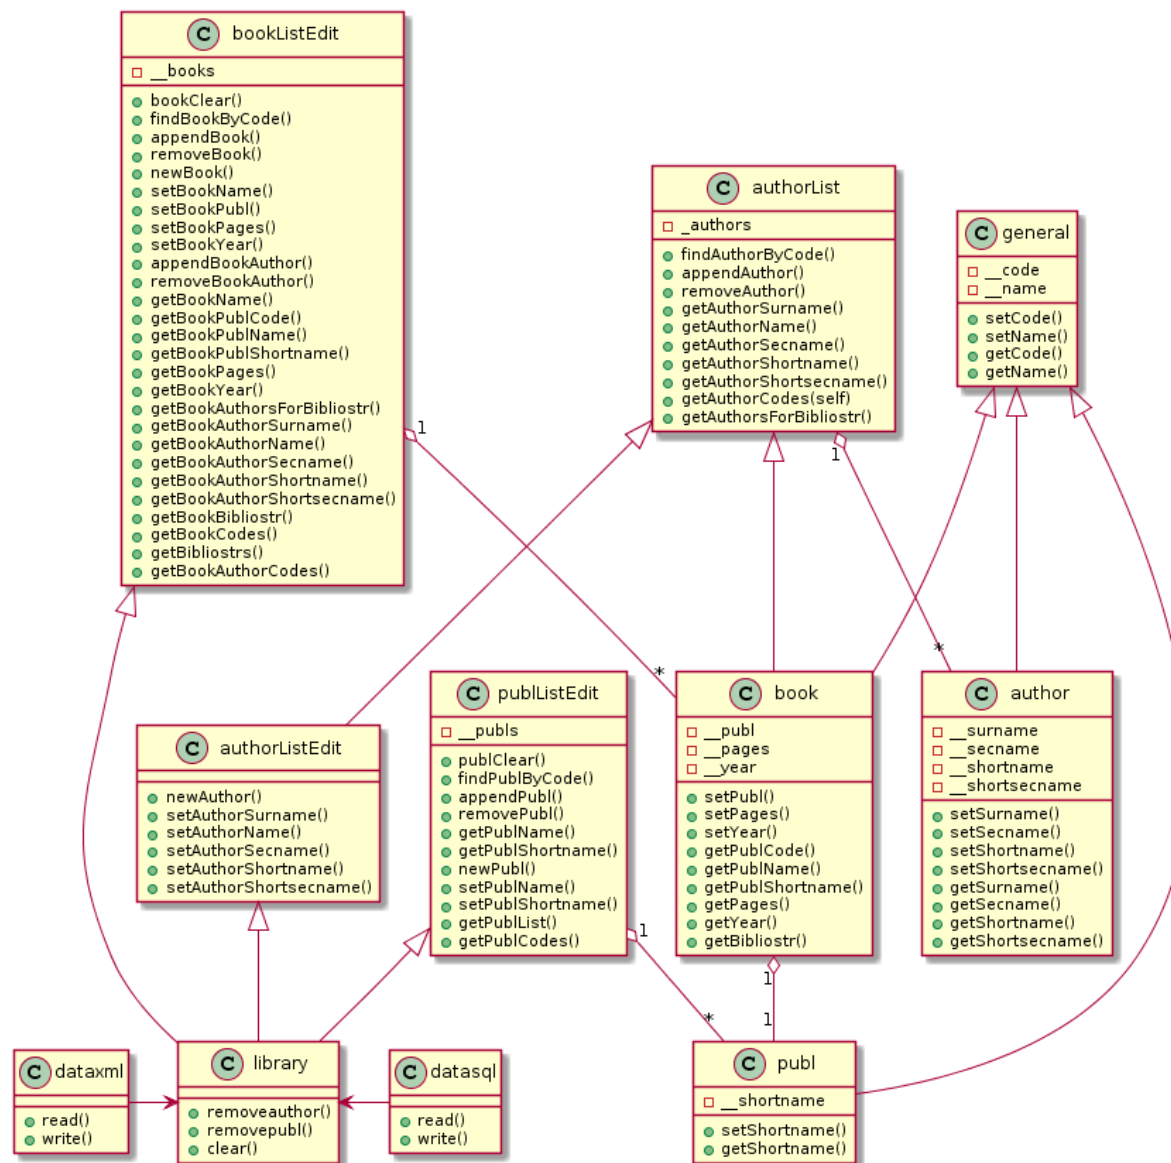 C bookListEdit
__books
bookClear()
findBookByCode()
appendBook()
removeBook()
newBook()
setBookName()
setBookPubl()
setBookPages()
setBookYear()
appendBookAuthor()
removeBookAuthor()
getBookName()
getBookPublCode()
getBookPublName()
getBookPublShortname()
getBookPages()
getBookYear()
getBookAuthorsForBibliostr()
getBookAuthorSurname()
getBookAuthorName()
getBookAuthorSecname()
getBookAuthorShortname()
getBookAuthorShortsecname()
getBookBibliostr()
getBookCodes()
getBibliostrs()
getBookAuthorCodes()
C authorList
_authors
findAuthorByCode()
appendAuthor()
removeAuthor()
getAuthorSurname()
getAuthorName()
getAuthorSecname()
getAuthorShortname()
getAuthorShortsecname()
getAuthorCodes(self)
getAuthorsForBibliostr()
C general
__code
__name
setCode()
setName()
getCode()
getName()
1
1
*
*
C authorListEdit
newAuthor()
setAuthorSurname()
setAuthorName()
setAuthorSecname()
setAuthorShortname()
setAuthorShortsecname()
C publListEdit
__publs
publClear()
findPublByCode()
appendPubl()
removePubl()
getPublName()
getPublShortname()
newPubl()
setPublName()
setPublShortname()
getPublList()
getPublCodes()
C book
__publ
__pages
__year
setPubl()
setPages()
setYear()
getPublCode()
getPublName()
getPublShortname()
getPages()
getYear()
getBibliostr()
C author
__surname
__secname
__shortname
__shortsecname
setSurname()
setSecname()
setShortname()
setShortsecname()
getSurname()
getSecname()
getShortname()
getShortsecname()
1
1
*
1
C dataxml
read()
write()
C library
removeauthor()
removepubl()
clear()
C datasql
read()
write()
C publ
__shortname
setShortname()
getShortname()